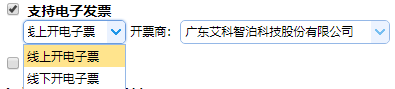 支持电子发票
线上开电子票 开票商： 广东艾科智泊科技股份有限公司
线上开电子票
线下开电子票